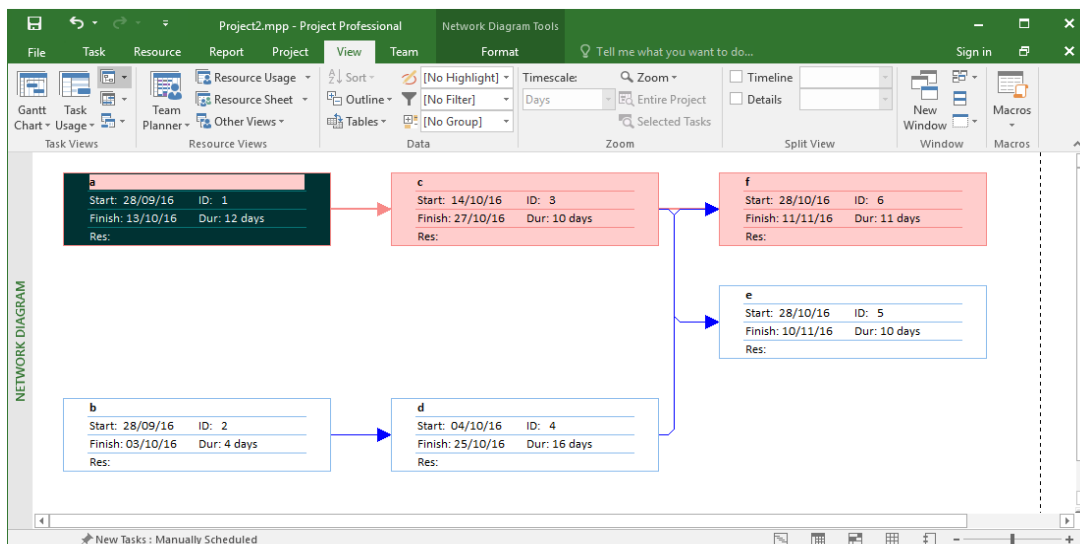 Project2.mpp - Project Professional
Network Diagram Tools
File Task Resource Report Project View Team Format Tell me what you want to do... Sign in
Gantt Chart
Task Usage
Team Planner
Resource Usage
Resource Sheet
Other Views
Sort
Outline
Tables
[No Highlight]
[No Filter]
[No Group]
Timescale:
Days
Zoom
Entire Project
Selected Tasks
Timeline
Details
New Window
Macros
Task Views
Resource Views
Data
Zoom
Split View
Window
Macros
NETWORK DIAGRAM
a
Start: 28/09/16 ID: 1
Finish: 13/10/16 Dur: 12 days
Res:
c
Start: 14/10/16 ID: 3
Finish: 27/10/16 Dur: 10 days
Res:
f
Start: 28/10/16 ID: 6
Finish: 11/11/16 Dur: 11 days
Res:
e
Start: 28/10/16 ID: 5
Finish: 10/11/16 Dur: 10 days
Res:
b
Start: 28/09/16 ID: 2
Finish: 03/10/16 Dur: 4 days
Res:
d
Start: 04/10/16 ID: 4
Finish: 25/10/16 Dur: 16 days
Res:
New Tasks : Manually Scheduled